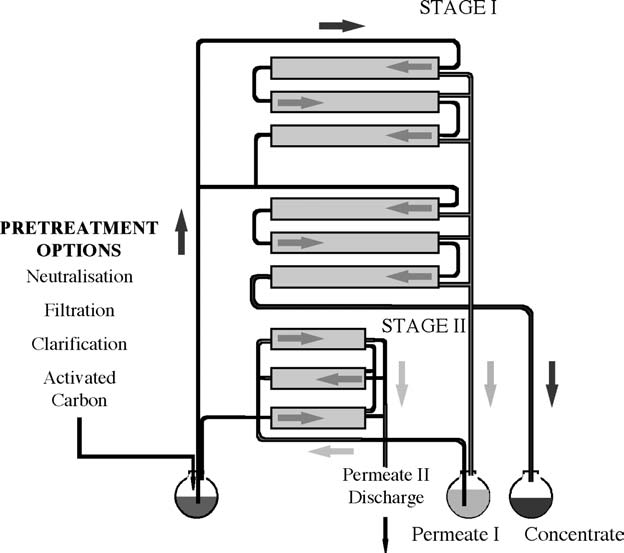 STAGE I
PRETREATMENT
OPTIONS
Neutralisation
Filtration
Clarification
Activated
Carbon
STAGE II
Permeate II
Discharge
Permeate I
Concentrate